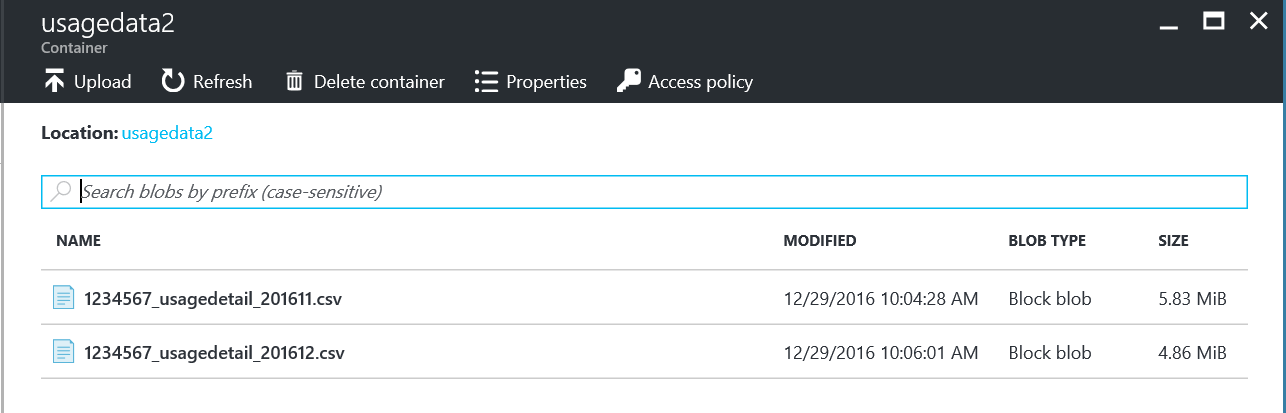 usagedata2
Container
Upload Refresh Delete container Properties Access policy
Location: usagedata2
Search blobs by prefix (case-sensitive)
NAME MODIFIED BLOB TYPE SIZE
1234567_usagedetail_201611.csv 12/29/2016 10:04:28 AM Block blob 5.83 MiB
1234567_usagedetail_201612.csv 12/29/2016 10:06:01 AM Block blob 4.86 MiB